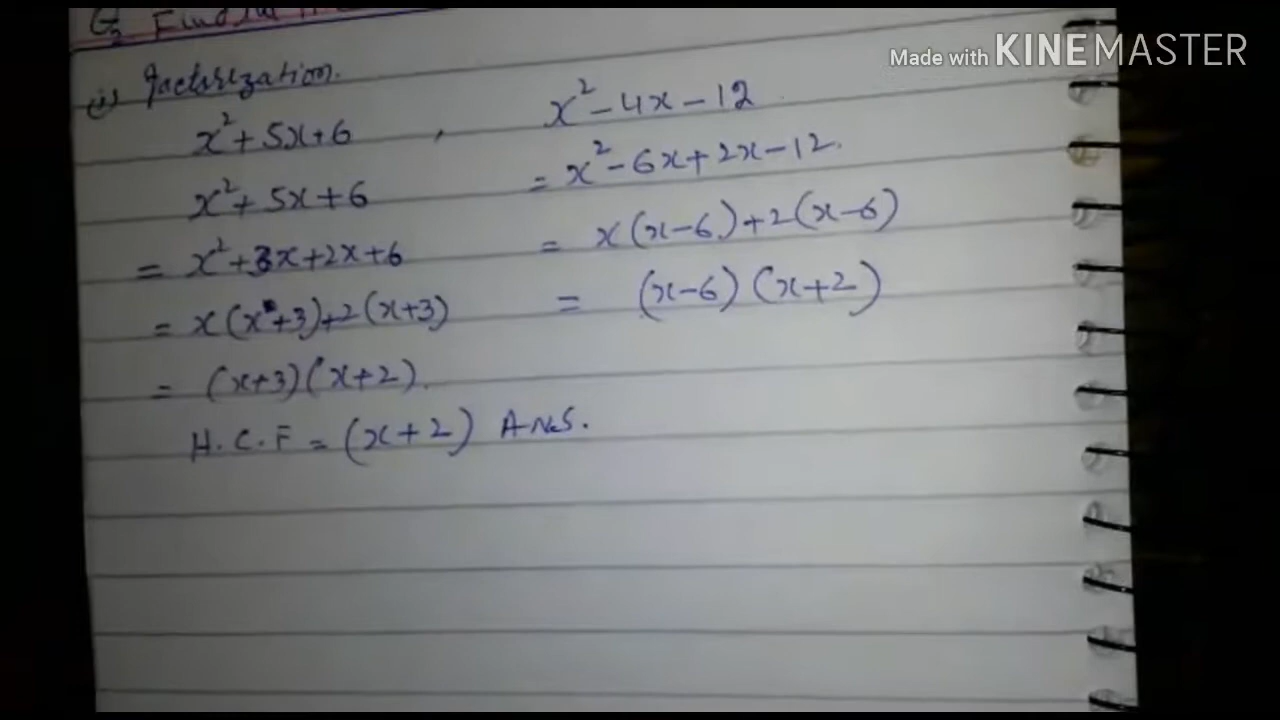 Made with KINEMASTER
(i) factorization.
x²+5x+6 , x²-4x-12
x²+5x+6 = x²-6x+2x-12.
= x²+3x+2x+6 = x(x-6)+2(x-6)
= x(x+3)+2(x+3) = (x-6)(x+2)
= (x+3)(x+2).
H.C.F = (x+2) Ans.